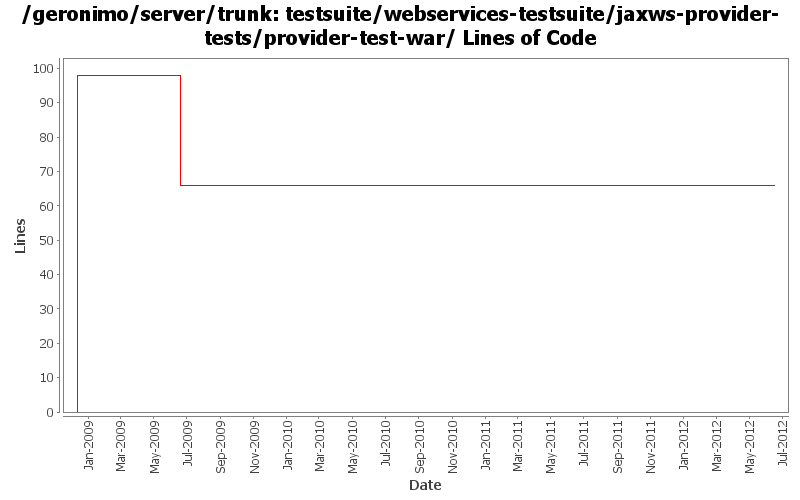 /geronimo/server/trunk: testsuite/webservices-testsuite/jaxws-provider-
tests/provider-test-war/ Lines of Code
100
90
80
70
60
50
40
30
20
10
0
Lines
Jan-2009
Mar-2009
May-2009
Jul-2009
Sep-2009
Nov-2009
Jan-2010
Mar-2010
May-2010
Jul-2010
Sep-2010
Nov-2010
Jan-2011
Mar-2011
May-2011
Jul-2011
Sep-2011
Nov-2011
Jan-2012
Mar-2012
May-2012
Jul-2012
Date